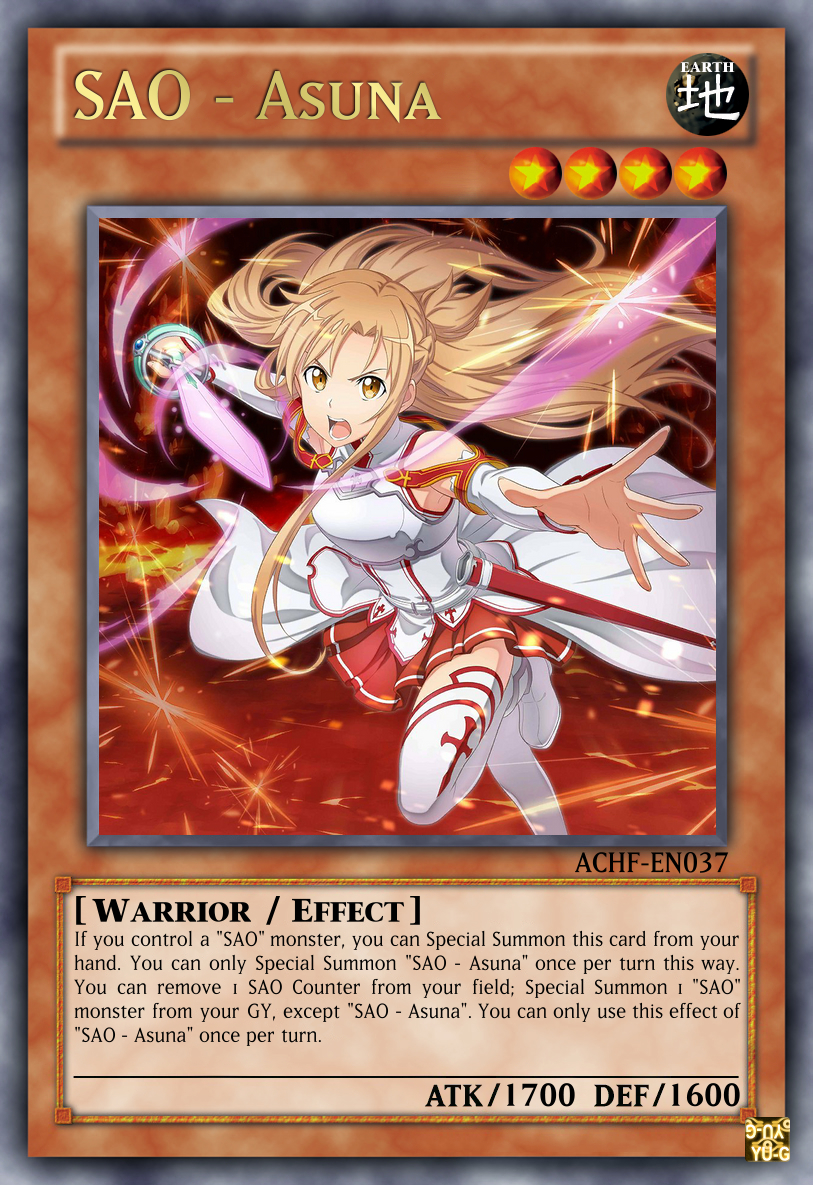 SAO - Asuna
EARTH
地
ACHF-EN037
[ Warrior / Effect ]
If you control a "SAO" monster, you can Special Summon this card from your
hand. You can only Special Summon "SAO - Asuna" once per turn this way.
You can remove 1 SAO Counter from your field; Special Summon 1 "SAO"
monster from your GY, except "SAO - Asuna". You can only use this effect of
"SAO - Asuna" once per turn.
ATK/1700 DEF/1600
YU-G